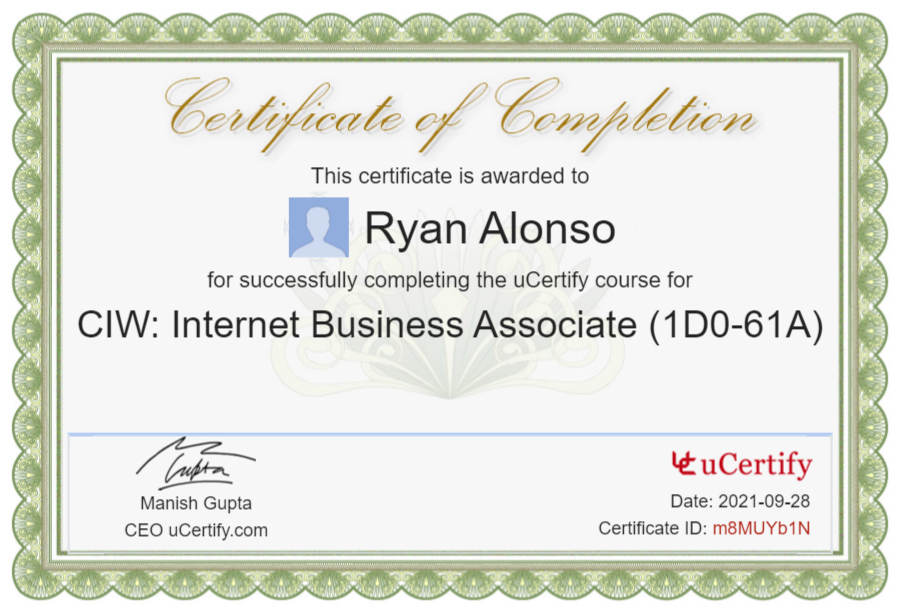 Certificate of Completion
This certificate is awarded to
Ryan Alonso
for successfully completing the uCertify course for
CIW: Internet Business Associate (1D0-61A)
Gupta
Manish Gupta
CEO uCertify.com
uCertify
Date: 2021-09-28
Certificate ID: m8MUYb1N